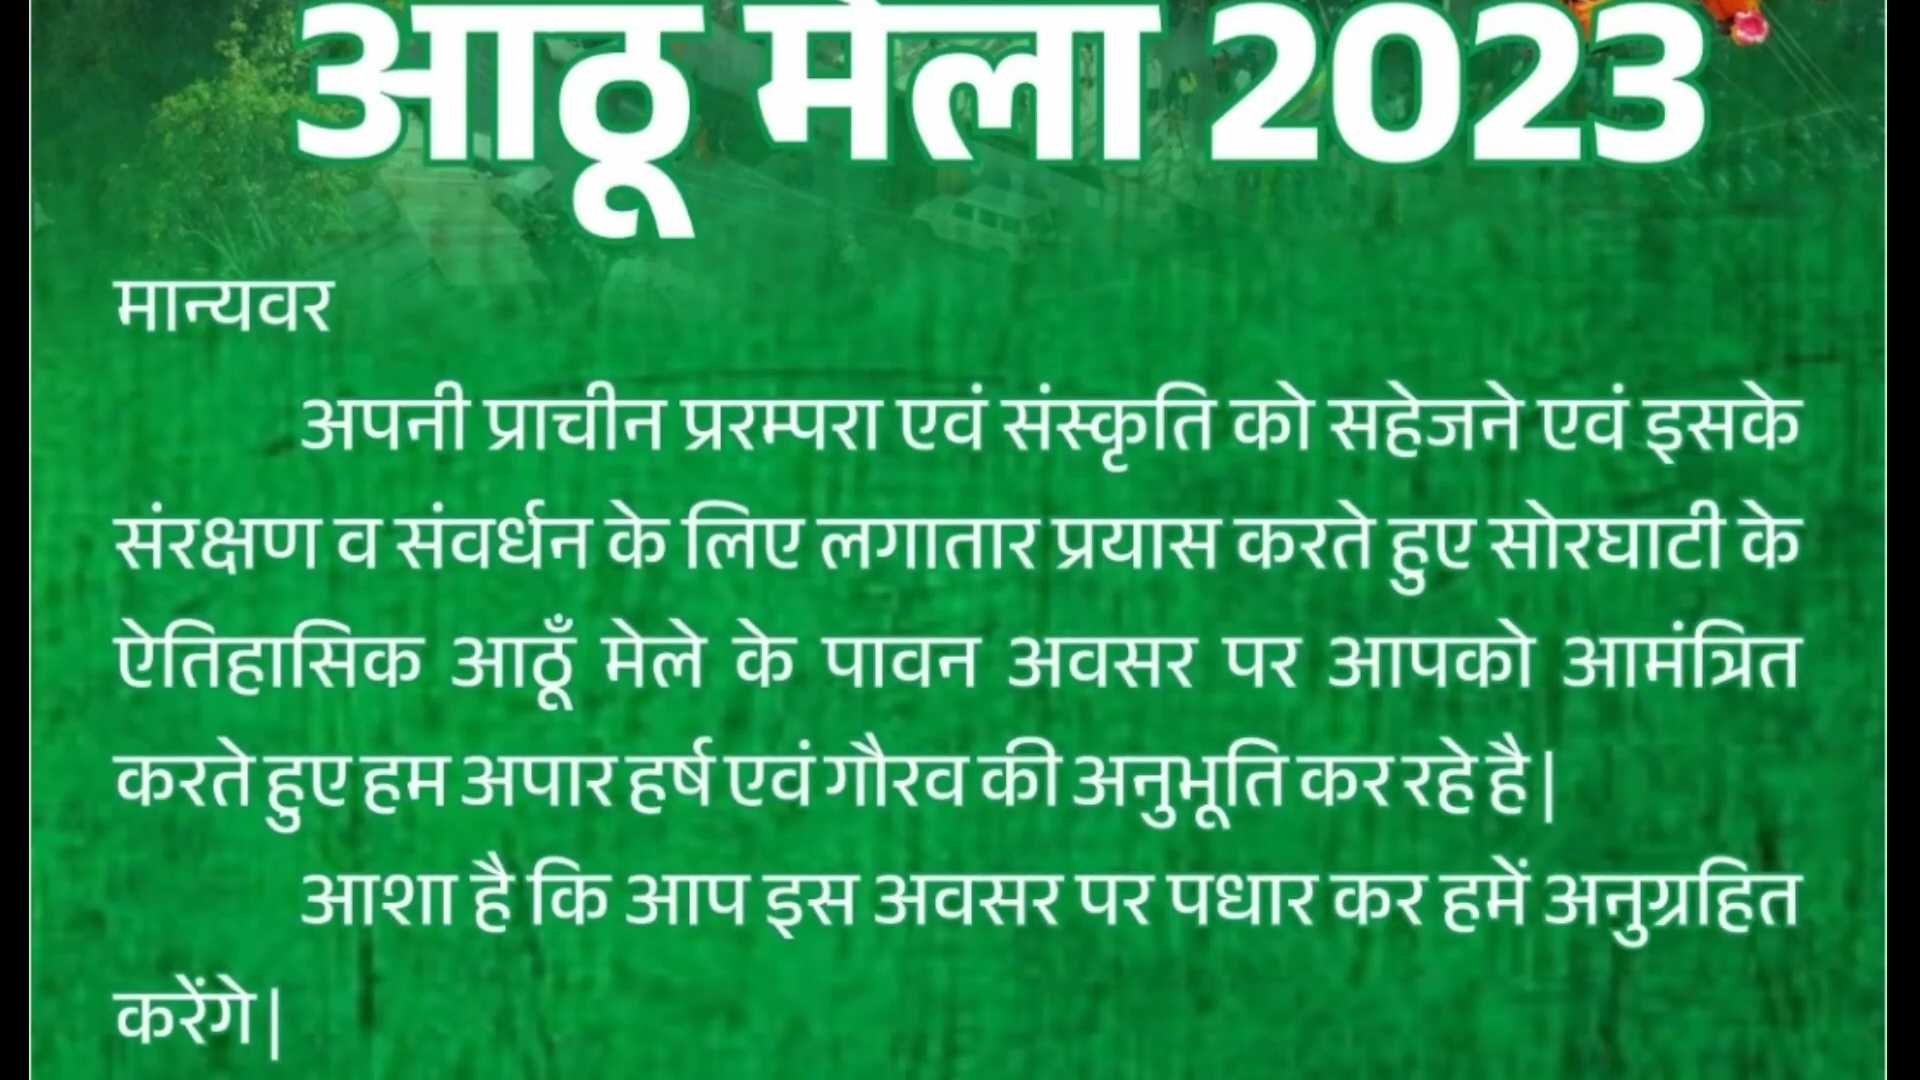 आठू मेला 2023
मान्यवर
अपनी प्राचीन प्ररम्परा एवं संस्कृति को सहेजने एवं इसके
संरक्षण व संवर्धन के लिए लगातार प्रयास करते हुए सोरघाटी के
ऐतिहासिक आठूँ मेले के पावन अवसर पर आपको आमंत्रित
करते हुए हम अपार हर्ष एवं गौरव की अनुभूति कर रहे है|
आशा है कि आप इस अवसर पर पधार कर हमें अनुग्रहित
करेंगे|